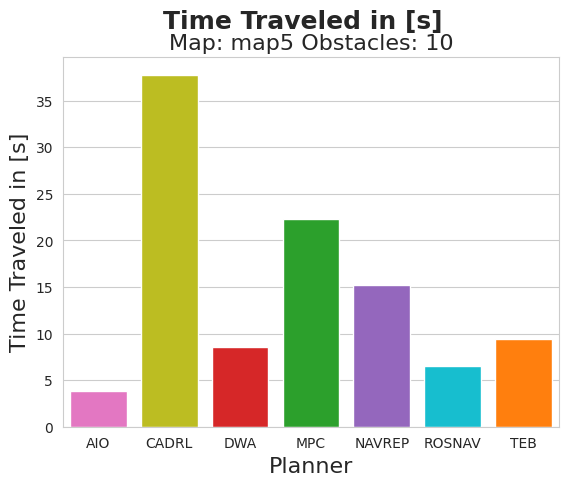 Time Traveled in [s]
Map: map5 Obstacles: 10
Time Traveled in [s]
35
30
25
20
15
10
5
0
AIO CADRL DWA MPC NAVREP ROSNAV TEB
Planner